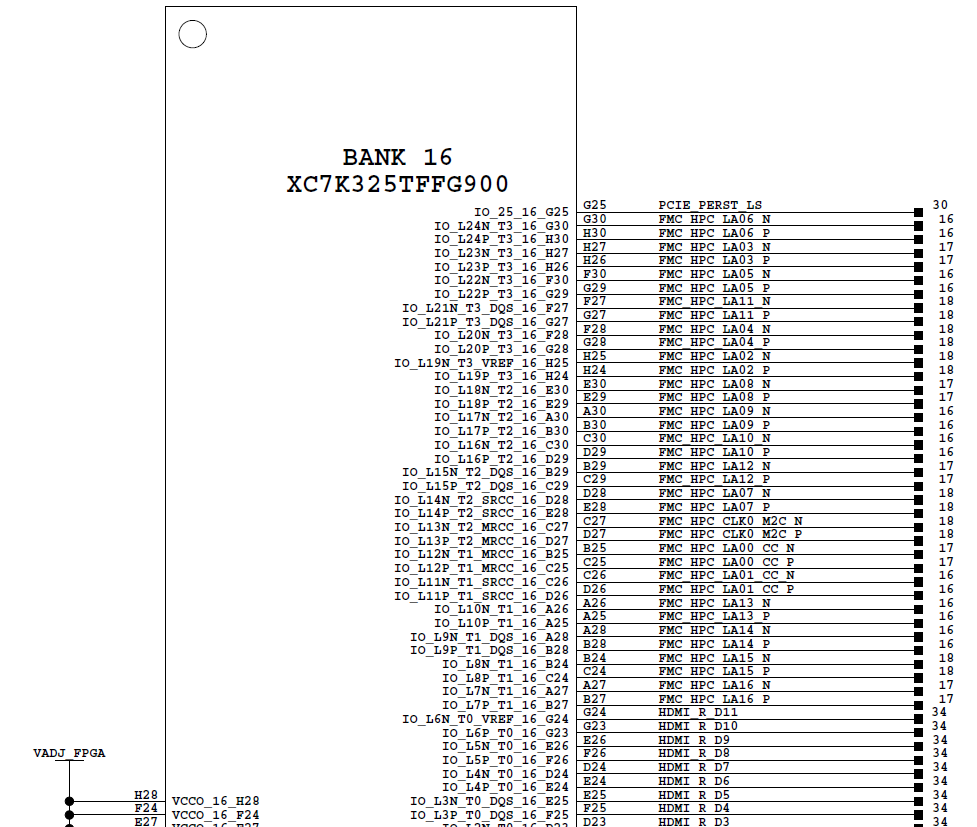 BANK 16
XC7K325TFFG900
IO_25_16_G25 G25 PCIE_PERST_LS 30
IO_L24N_T3_16_G30 G30 FMC_HPC_LA06_N 16
IO_L24P_T3_16_H30 H30 FMC_HPC_LA06_P 16
IO_L23N_T3_16_H27 H27 FMC_HPC_LA03_N 17
IO_L23P_T3_16_H26 H26 FMC_HPC_LA03_P 17
IO_L22N_T3_16_F30 F30 FMC_HPC_LA05_N 16
IO_L22P_T3_16_G29 G29 FMC_HPC_LA05_P 16
IO_L21N_T3_DQS_16_F27 F27 FMC_HPC_LA11_N 18
IO_L21P_T3_DQS_16_G27 G27 FMC_HPC_LA11_P 18
IO_L20N_T3_16_F28 F28 FMC_HPC_LA04_N 18
IO_L20P_T3_16_G28 G28 FMC_HPC_LA04_P 18
IO_L19N_T3_VREF_16_H25 H25 FMC_HPC_LA02_N 18
IO_L19P_T3_16_H24 H24 FMC_HPC_LA02_P 18
IO_L18N_T2_16_E30 E30 FMC_HPC_LA08_N 17
IO_L18P_T2_16_E29 E29 FMC_HPC_LA08_P 17
IO_L17N_T2_16_A30 A30 FMC_HPC_LA09_N 16
IO_L17P_T2_16_B30 B30 FMC_HPC_LA09_P 16
IO_L16N_T2_16_C30 C30 FMC_HPC_LA10_N 16
IO_L16P_T2_16_D29 D29 FMC_HPC_LA10_P 16
IO_L15N_T2_DQS_16_B29 B29 FMC_HPC_LA12_N 17
IO_L15P_T2_DQS_16_C29 C29 FMC_HPC_LA12_P 17
IO_L14N_T2_SRCC_16_D28 D28 FMC_HPC_LA07_N 18
IO_L14P_T2_SRCC_16_E28 E28 FMC_HPC_LA07_P 18
IO_L13N_T2_MRCC_16_C27 C27 FMC_HPC_CLK0_M2C_N 18
IO_L13P_T2_MRCC_16_D27 D27 FMC_HPC_CLK0_M2C_P 18
IO_L12N_T1_MRCC_16_B25 B25 FMC_HPC_LA00_CC_N 17
IO_L12P_T1_MRCC_16_C25 C25 FMC_HPC_LA00_CC_P 17
IO_L11N_T1_SRCC_16_C26 C26 FMC_HPC_LA01_CC_N 16
IO_L11P_T1_SRCC_16_D26 D26 FMC_HPC_LA01_CC_P 16
IO_L10N_T1_16_A26 A26 FMC_HPC_LA13_N 16
IO_L10P_T1_16_A25 A25 FMC_HPC_LA13_P 16
IO_L9N_T1_DQS_16_A28 A28 FMC_HPC_LA14_N 16
IO_L9P_T1_DQS_16_B28 B28 FMC_HPC_LA14_P 16
IO_L8N_T1_16_B24 B24 FMC_HPC_LA15_N 18
IO_L8P_T1_16_C24 C24 FMC_HPC_LA15_P 18
IO_L7N_T1_16_A27 A27 FMC_HPC_LA16_N 17
IO_L7P_T1_16_B27 B27 FMC_HPC_LA16_P 17
IO_L6N_T0_VREF_16_G24 G24 HDMI_R_D11 34
IO_L6P_T0_16_G23 G23 HDMI_R_D10 34
IO_L5N_T0_16_E26 E26 HDMI_R_D9 34
VADJ_FPGA IO_L5P_T0_16_F26 F26 HDMI_R_D8 34
IO_L4N_T0_16_D24 D24 HDMI_R_D7 34
IO_L4P_T0_16_E24 E24 HDMI_R_D6 34
H28 VCCO_16_H28 IO_L3N_T0_DQS_16_E25 E25 HDMI_R_D5 34
F24 VCCO_16_F24 IO_L3P_T0_DQS_16_F25 F25 HDMI_R_D4 34
E27 VCCO_16_E27 IO_L2N_T0_16_D23 D23 HDMI_R_D3 34